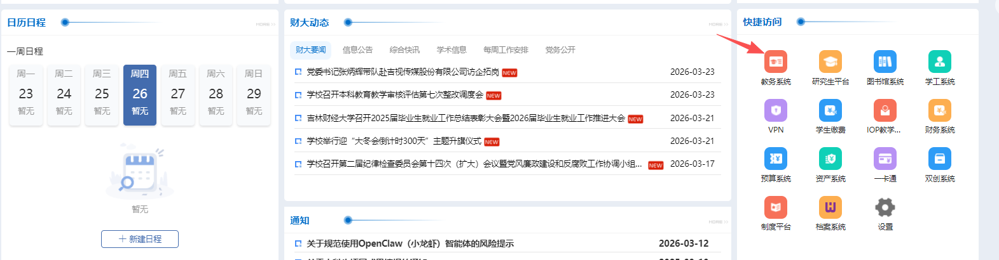 日历日程
HOME >>
一周日程
周一 周二 周三 周四 周五 周六 周日
23 24 25 26 27 28 29
暂无 暂无 暂无 暂无 暂无 暂无 暂无
暂无
+ 新建日程
财大动态
HOME >>
财大要闻 信息公告 综合快讯 学术信息 每周工作安排 党务公开
党委书记张炳辉带队赴吉视传媒股份有限公司访企拓岗 NEW 2026-03-23
学校召开本科教育教学审核评估第七次整改调度会 NEW 2026-03-23
吉林财经大学召开2025届毕业生就业工作总结表彰大会暨2026届毕业生就业工作推进大会 NEW 2026-03-21
学校举行迎“大冬会倒计时300天”主题升旗仪式 NEW 2026-03-21
学校召开第二届纪律检查委员会第十四次（扩大）会议暨党风廉政建设和反腐败工作协调小组... NEW 2026-03-17
通知
HOME >>
关于规范使用OpenClaw（小龙虾）智能体的风险提示 2026-03-12
快捷访问
教务系统 研究生平台 图书馆系统 学工系统
VPN 学生缴费 IOP教学... 财务系统
预算系统 资产系统 一卡通 双创系统
制度平台 档案系统 设置